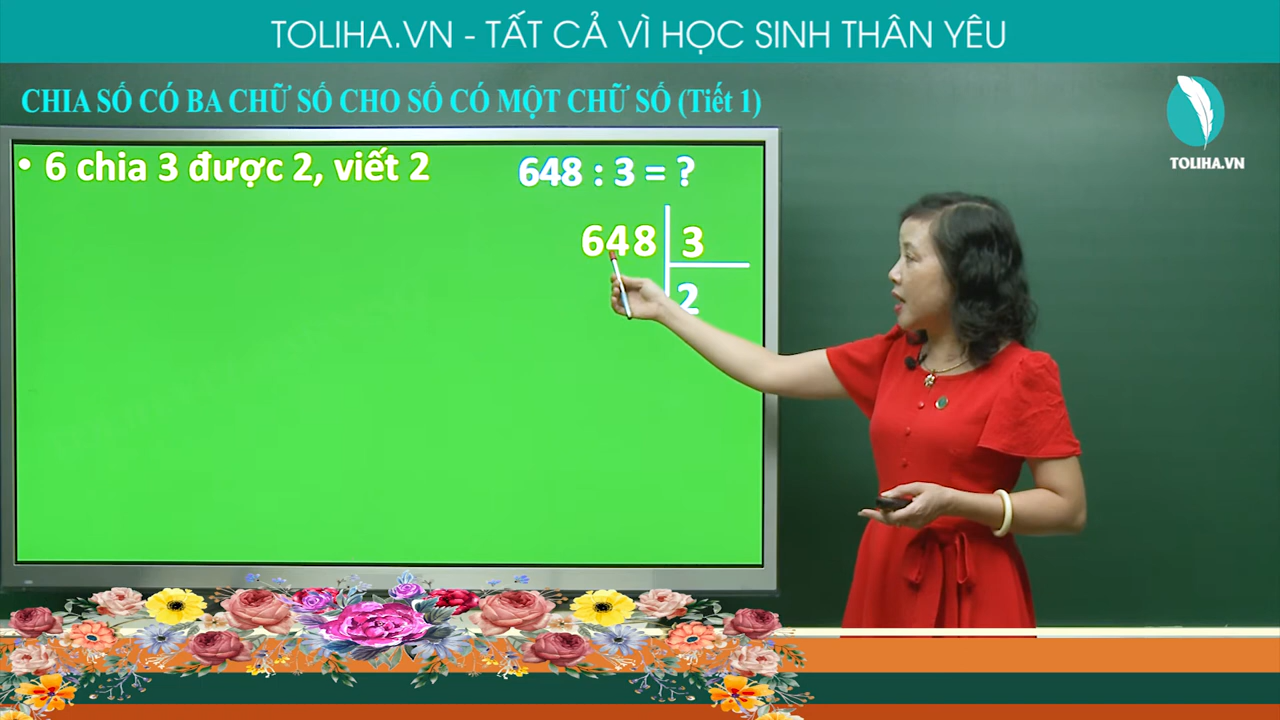 TOLIHA.VN - TẤT CẢ VÌ HỌC SINH THÂN YÊU
CHIA SỐ CÓ BA CHỮ SỐ CHO SỐ CÓ MỘT CHỮ SỐ (Tiết 1)
TOLIHA.VN
• 6 chia 3 được 2, viết 2
648 : 3 = ?
648 3
2